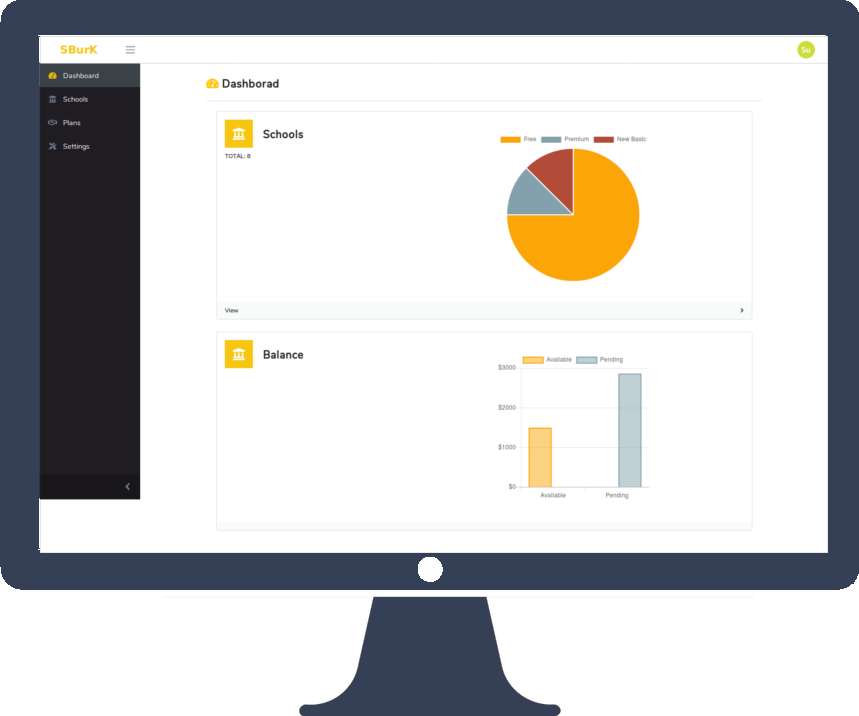 SBurK
Su
Dashboard
Schools
Plans
Settings
Dashborad
Schools
TOTAL: 8
Free Premium New Basic
View
Balance
Available Pending
$3000
$2000
$1000
$0
Available Pending